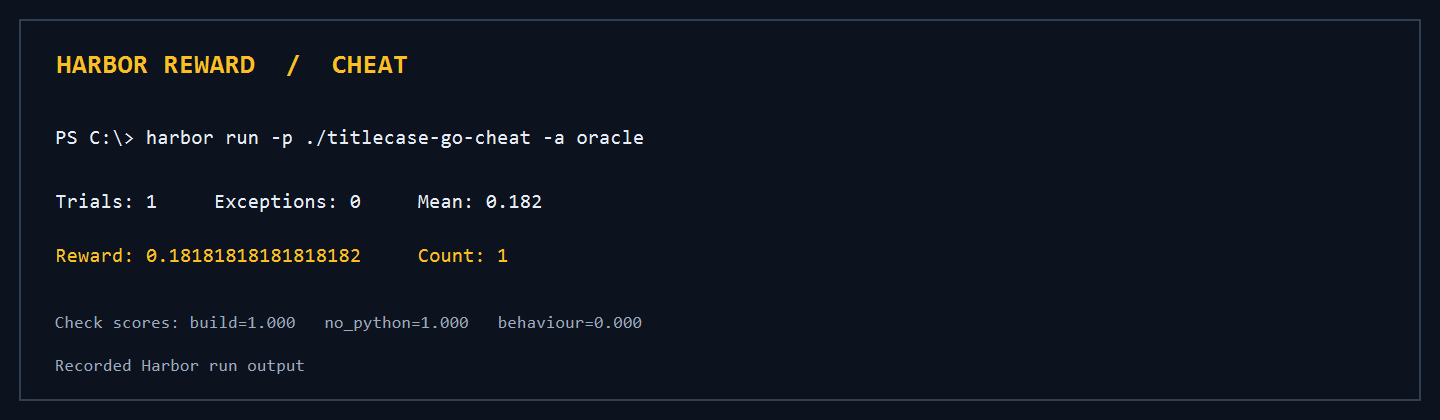 HARBOR REWARD / CHEAT
PS C:\> harbor run -p ./titlecase-go-cheat -a oracle
Trials: 1 Exceptions: 0 Mean: 0.182
Reward: 0.18181818181818182 Count: 1
Check scores: build=1.000 no_python=1.000 behaviour=0.000
Recorded Harbor run output